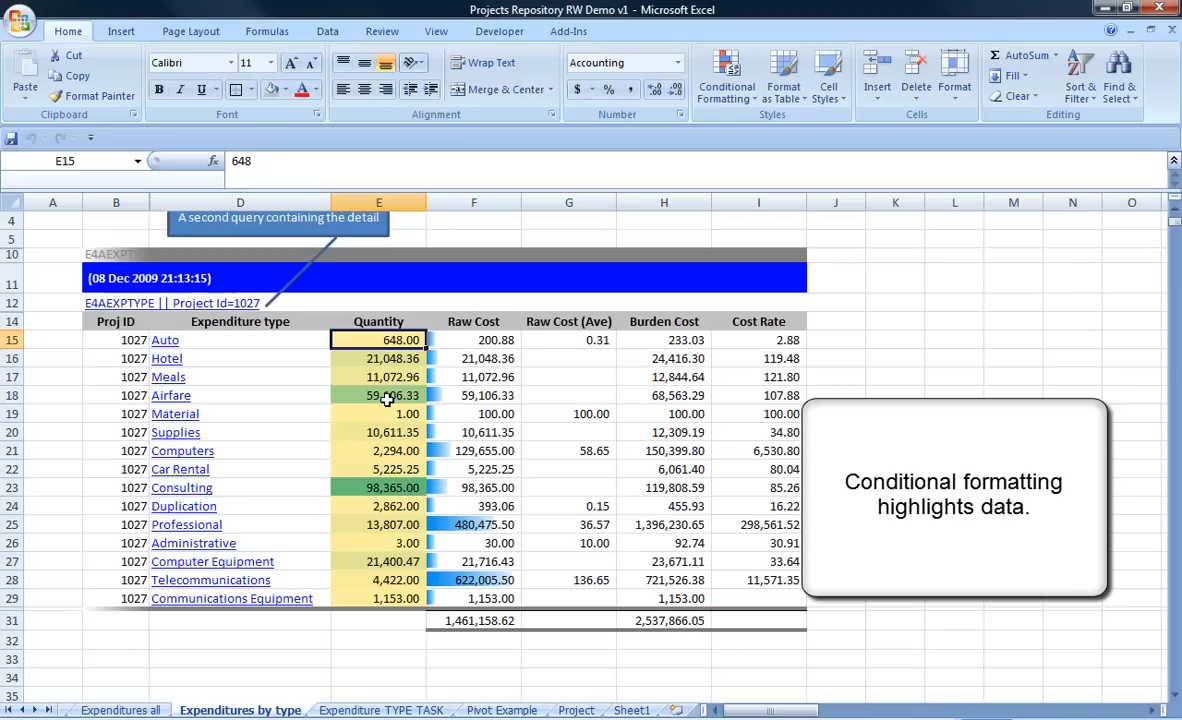 Projects Repository RW Demo v1 - Microsoft Excel
Home Insert Page Layout Formulas Data Review View Developer Add-Ins
Cut
Copy
Format Painter
Paste
Clipboard
Calibri 11
B I U
Font
Wrap Text
Merge & Center
Alignment
Accounting
$ % ,
Number
Conditional Formatting
Format as Table
Cell Styles
Styles
Insert Delete Format
Cells
AutoSum
Fill
Clear
Sort & Filter
Find & Select
Editing
E15 fx 648
A B D E F G H I J K L M N O
4 A second query containing the detail
5
10 E4AEXPTYP
11 (08 Dec 2009 21:13:15)
12 E4AEXPTYPE || Project Id=1027
14 Proj ID Expenditure type Quantity Raw Cost Raw Cost (Ave) Burden Cost Cost Rate
15 1027 Auto 648.00 200.88 0.31 233.03 2.88
16 1027 Hotel 21,048.36 21,048.36 24,416.30 119.48
17 1027 Meals 11,072.96 11,072.96 12,844.64 121.80
18 1027 Airfare 59,106.33 59,106.33 68,563.29 107.88
19 1027 Material 1.00 100.00 100.00 100.00 100.00
20 1027 Supplies 10,611.35 10,611.35 12,309.19 34.80
21 1027 Computers 2,294.00 129,655.00 58.65 150,399.80 6,530.80
22 1027 Car Rental 5,225.25 5,225.25 6,061.40 80.04
23 1027 Consulting 98,365.00 98,365.00 119,808.59 85.26
24 1027 Duplication 2,862.00 393.06 0.15 455.93 16.22
25 1027 Professional 13,807.00 480,475.50 36.57 1,396,230.65 298,561.52
26 1027 Administrative 3.00 30.00 10.00 92.74 30.91
27 1027 Computer Equipment 21,400.47 21,716.43 23,671.11 33.64
28 1027 Telecommunications 4,422.00 622,005.50 136.65 721,526.38 11,571.35
29 1027 Communications Equipment 1,153.00 1,153.00 1,153.00
31 1,461,158.62 2,537,866.05
32
33
34
35
Conditional formatting
highlights data.
Expenditures all Expenditures by type Expenditure TYPE TASK Pivot Example Project Sheet1